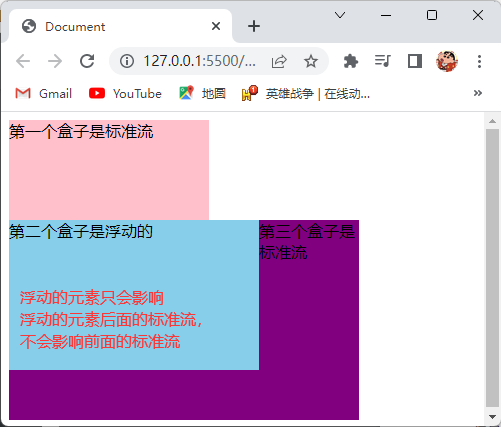 Document
127.0.0.1:5500/...
Gmail
YouTube
地圖
英雄战争 | 在线动...
第一个盒子是标准流
第二个盒子是浮动的
第三个盒子是
标准流
浮动的元素只会影响
浮动的元素后面的标准流，
不会影响前面的标准流